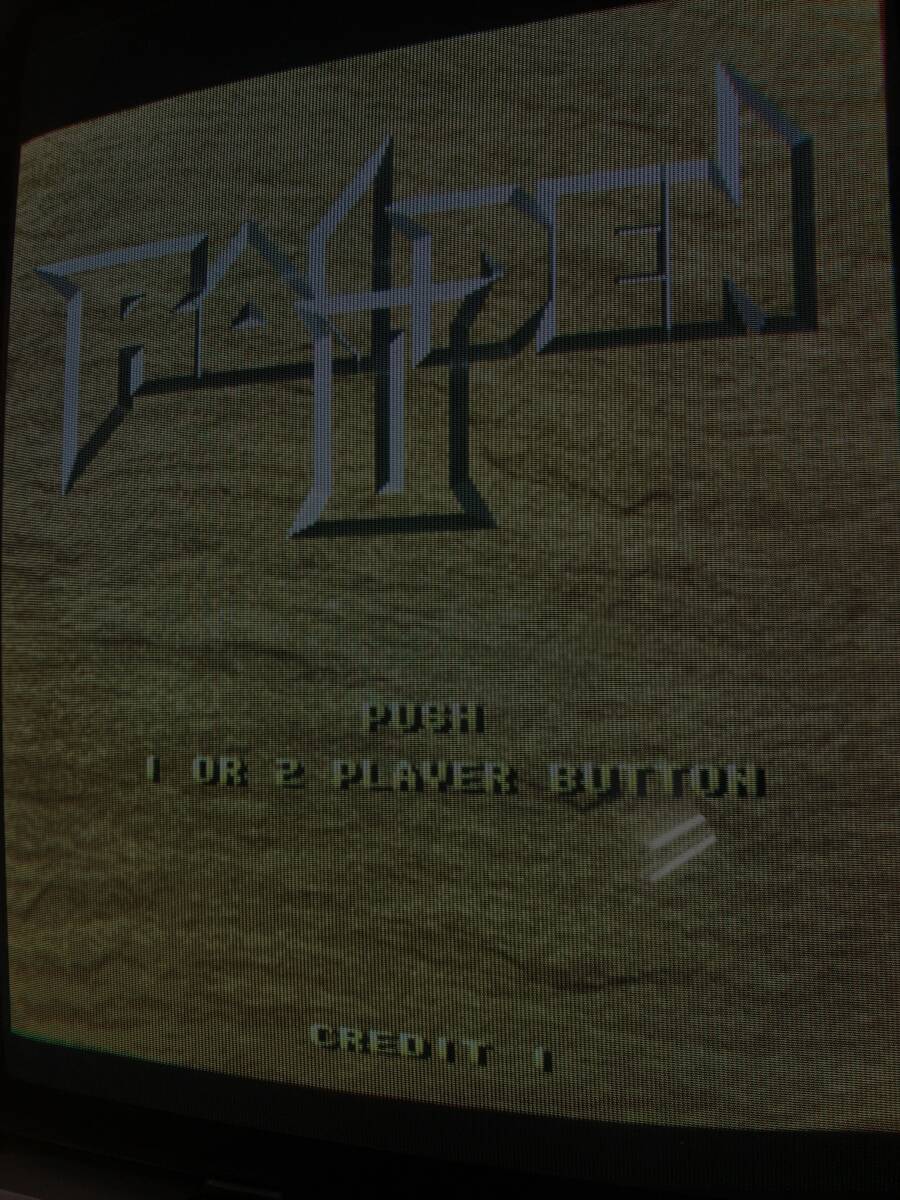 RAIDEN
II
PUSH
1 OR 2 PLAYER BUTTON
CREDIT 1